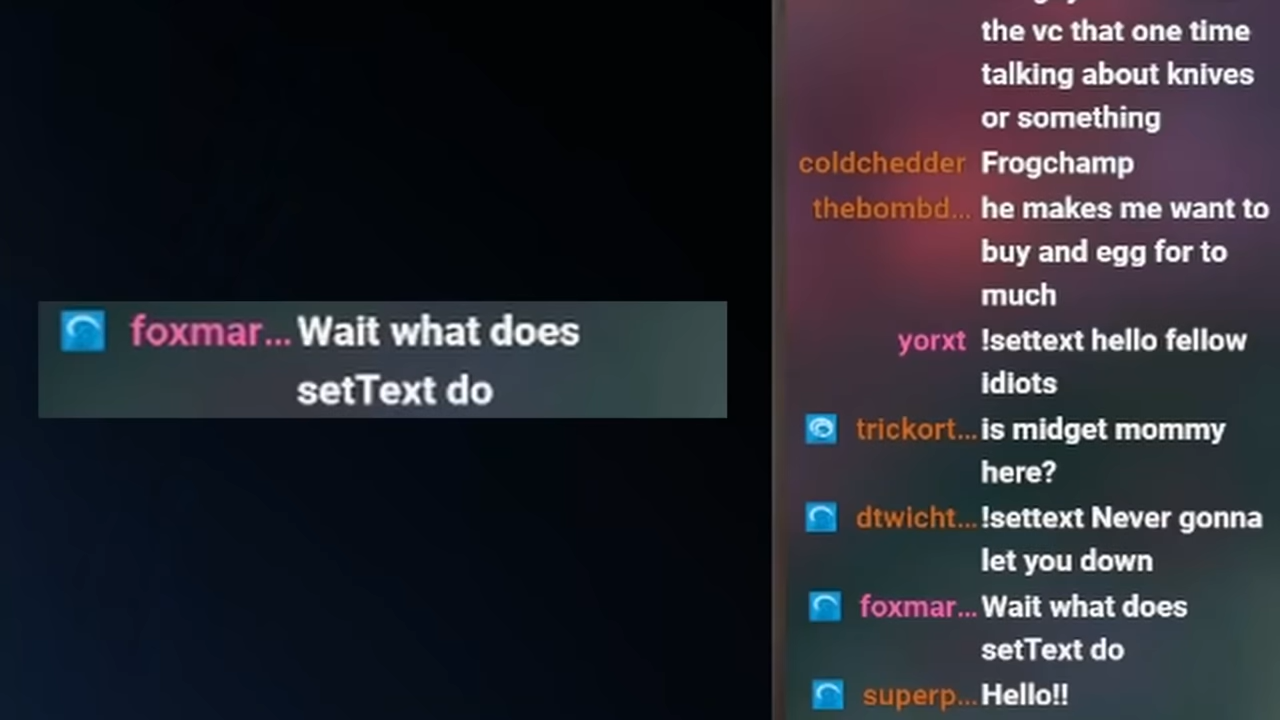 foxmar... Wait what does
setText do
the vc that one time
talking about knives
or something
coldchedder Frogchamp
thebombd... he makes me want to
buy and egg for to
much
yorxt !settext hello fellow
idiots
trickort... is midget mommy
here?
dtwicht... !settext Never gonna
let you down
foxmar... Wait what does
setText do
superp... Hello!!